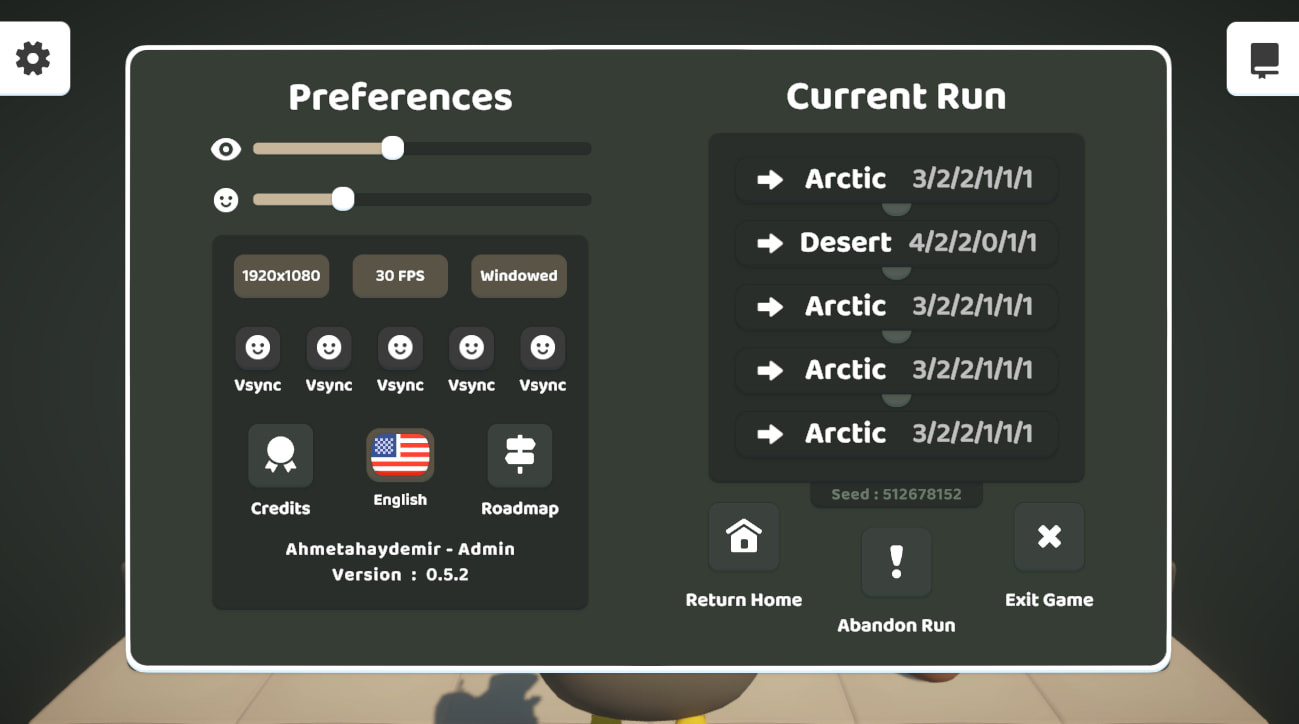 Preferences
1920x1080 30 FPS Windowed
Vsync Vsync Vsync Vsync Vsync
Credits English Roadmap
Ahmetahaydemir - Admin
Version : 0.5.2
Current Run
Arctic 3/2/2/1/1/1
Desert 4/2/2/0/1/1
Arctic 3/2/2/1/1/1
Arctic 3/2/2/1/1/1
Arctic 3/2/2/1/1/1
Seed : 512678152
Return Home
Abandon Run
Exit Game